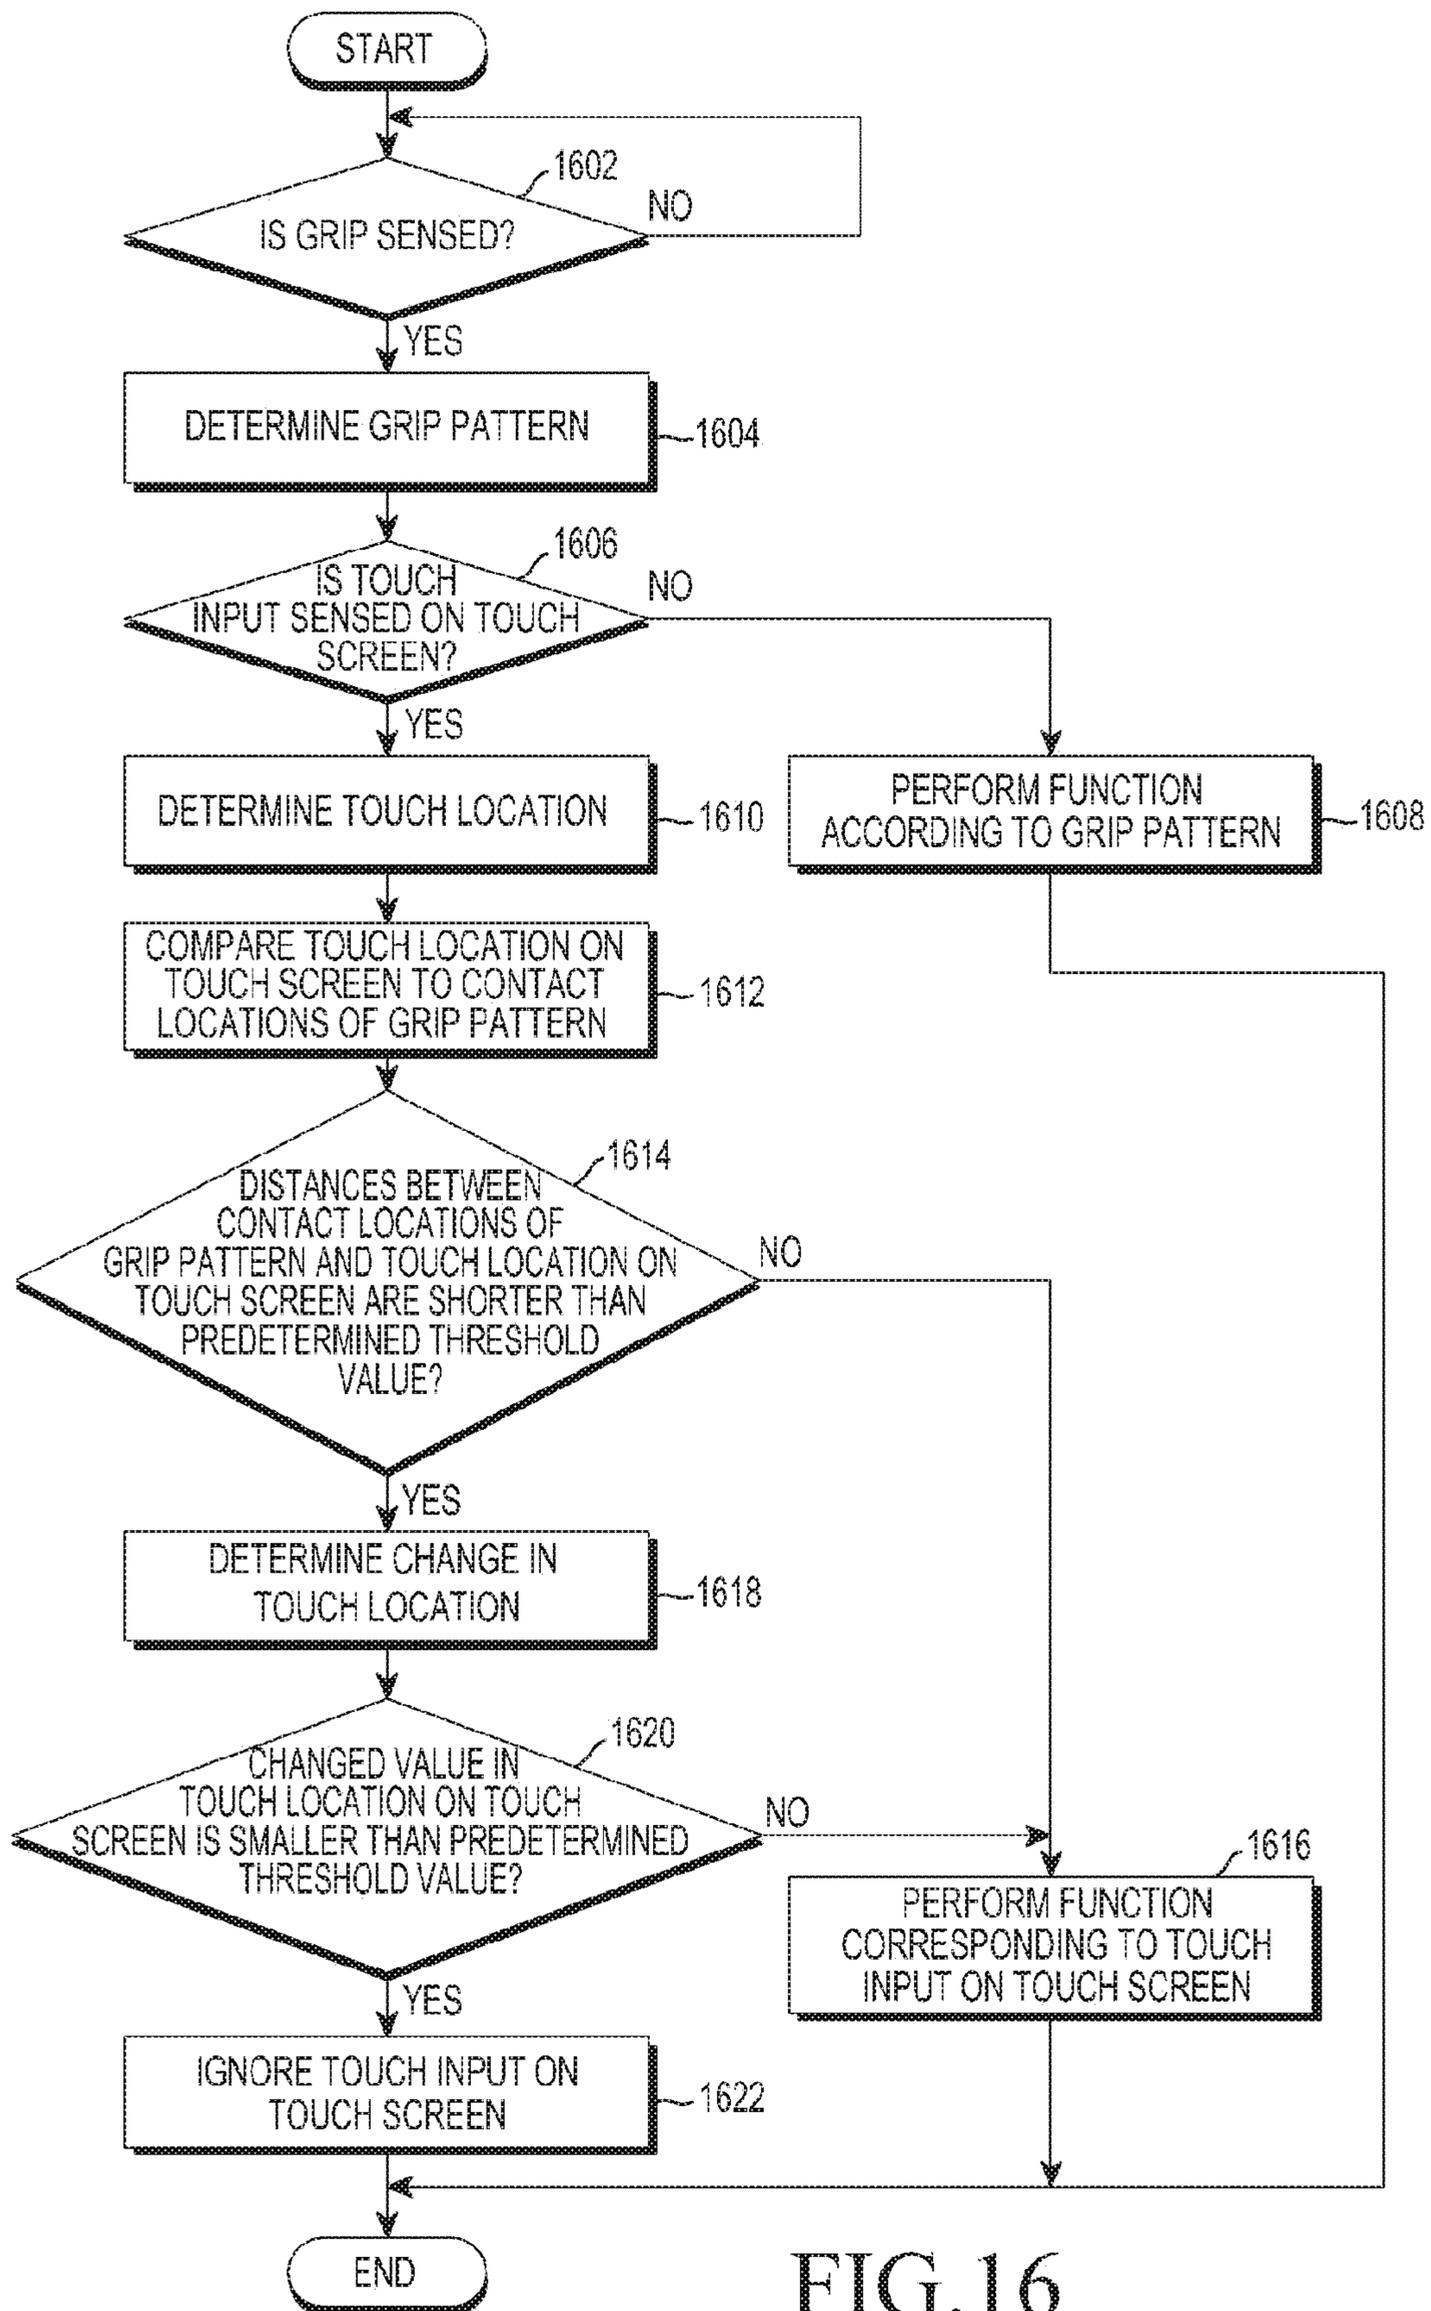 START
1602
NO
IS GRIP SENSED?
YES
DETERMINE GRIP PATTERN
1604
1606
NO
IS TOUCH
INPUT SENSED ON TOUCH
SCREEN?
YES
DETERMINE TOUCH LOCATION
1610
PERFORM FUNCTION
ACCORDING TO GRIP PATTERN
1608
COMPARE TOUCH LOCATION ON
TOUCH SCREEN TO CONTACT
LOCATIONS OF GRIP PATTERN
1612
1614
DISTANCES BETWEEN
CONTACT LOCATIONS OF
GRIP PATTERN AND TOUCH LOCATION ON
TOUCH SCREEN ARE SHORTER THAN
PREDETERMINED THRESHOLD
VALUE?
NO
YES
DETERMINE CHANGE IN
TOUCH LOCATION
1618
1620
CHANGED VALUE IN
TOUCH LOCATION ON TOUCH
SCREEN IS SMALLER THAN PREDETERMINED
THRESHOLD VALUE?
NO
1616
PERFORM FUNCTION
CORRESPONDING TO TOUCH
INPUT ON TOUCH SCREEN
YES
IGNORE TOUCH INPUT ON
TOUCH SCREEN
1622
END
FIG.16